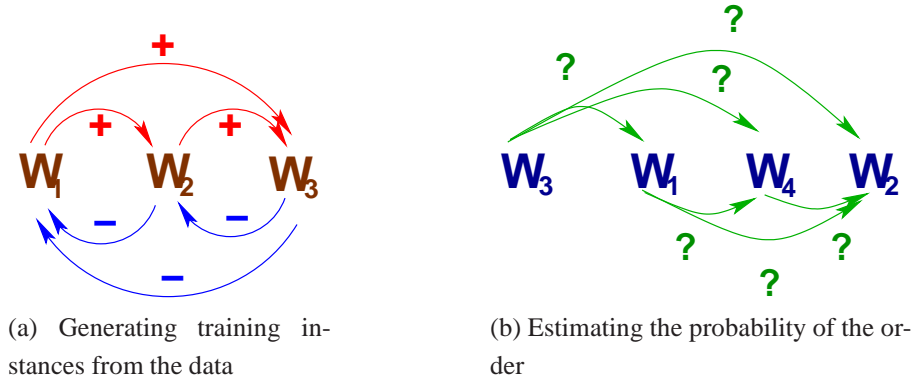 +
+ +
W1 W2 W3
− −
−
(a) Generating training in-
stances from the data
?
? ?
W3 W1 W4 W2
? ?
?
(b) Estimating the probability of the or-
der